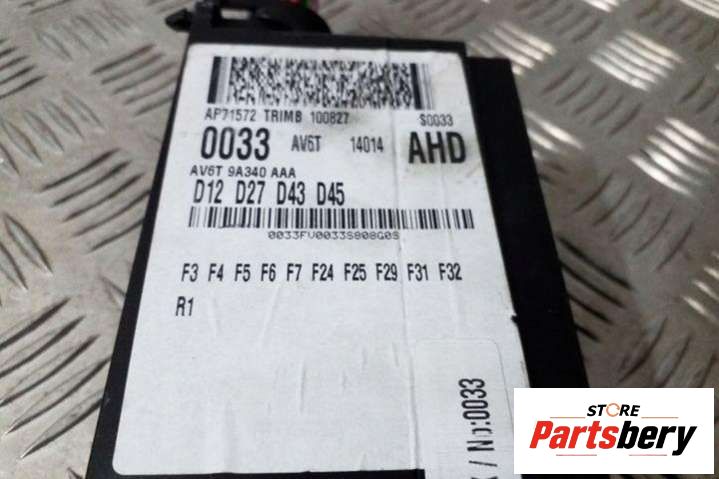 AP71572 TRIMB 100827 S0033
0033 AV6T 14014 AHD
AV6T 9A340 AAA
D12 D27 D43 D45
0033FV0033S808G0S
F3 F4 F5 F6 F7 F24 F25 F29 F31 F32
R1
/ N):0033
STORE
Partsbery